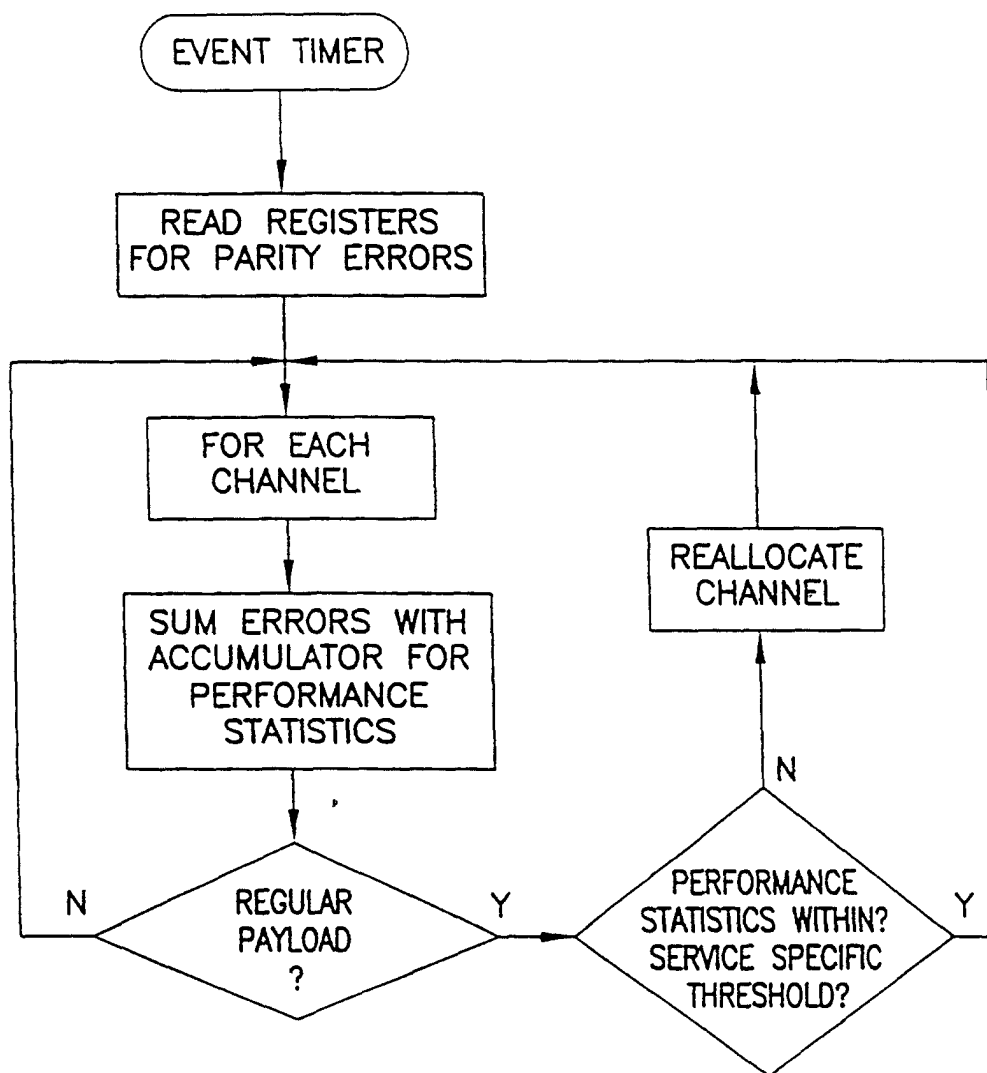 EVENT TIMER
READ REGISTERS
FOR PARITY ERRORS
FOR EACH
CHANNEL
SUM ERRORS WITH
ACCUMULATOR FOR
PERFORMANCE
STATISTICS
REGULAR
PAYLOAD
?
N
Y
REALLOCATE
CHANNEL
N
PERFORMANCE
STATISTICS WITHIN?
SERVICE SPECIFIC
THRESHOLD?
Y